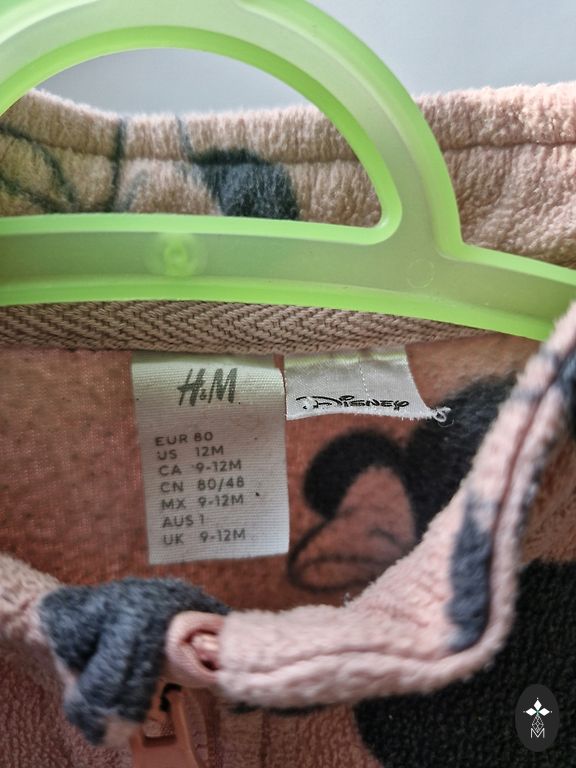 H&M
Disney
EUR 80
US 12M
CA 9-12M
CN 80/48
MX 9-12M
AUS 1
UK 9-12M
M